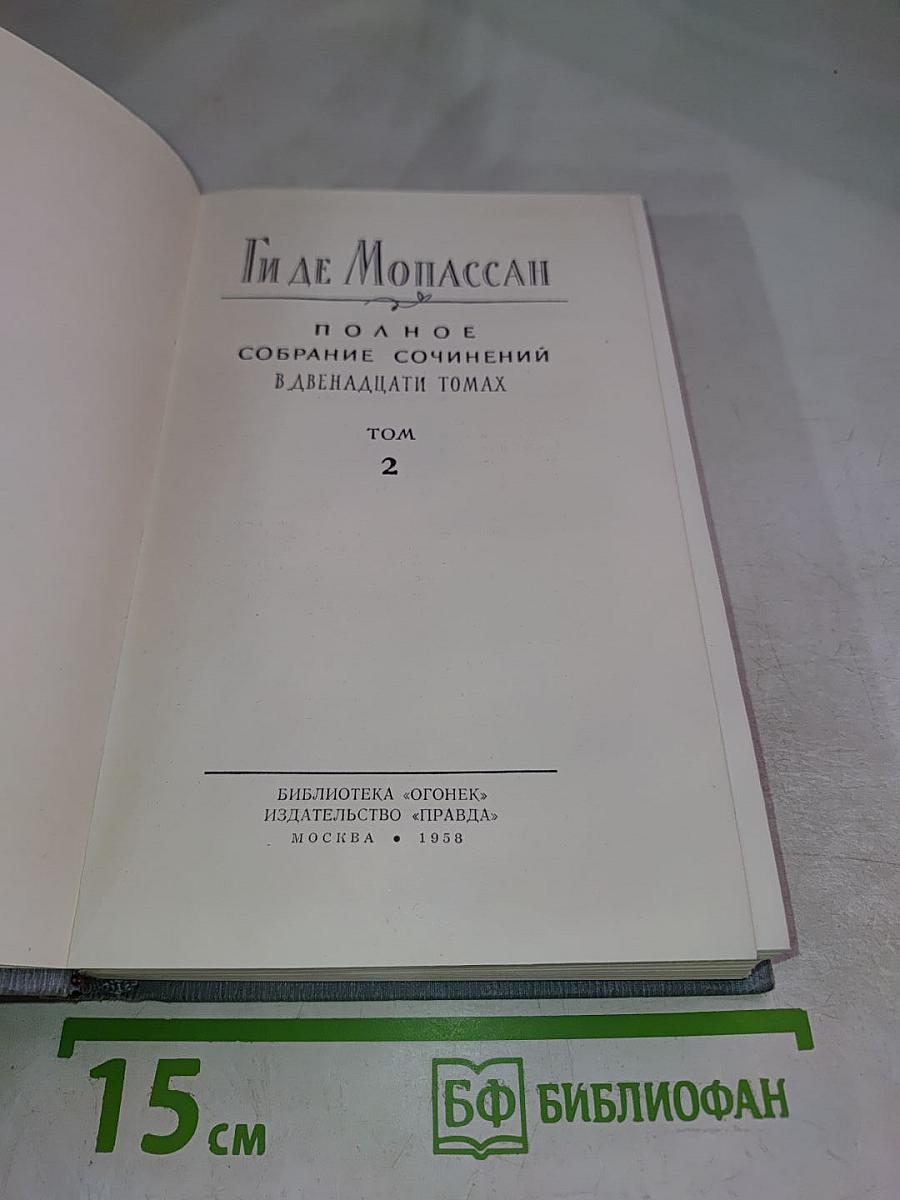 Ги де Мопассан
ПОЛНОЕ
СОБРАНИЕ СОЧИНЕНИЙ
В ДВЕНАДЦАТИ ТОМАХ
ТОМ
2
БИБЛИОТЕКА «ОГОНЕК»
ИЗДАТЕЛЬСТВО «ПРАВДА»
МОСКВА • 1958
15 см
БФ БИБЛИОФАН